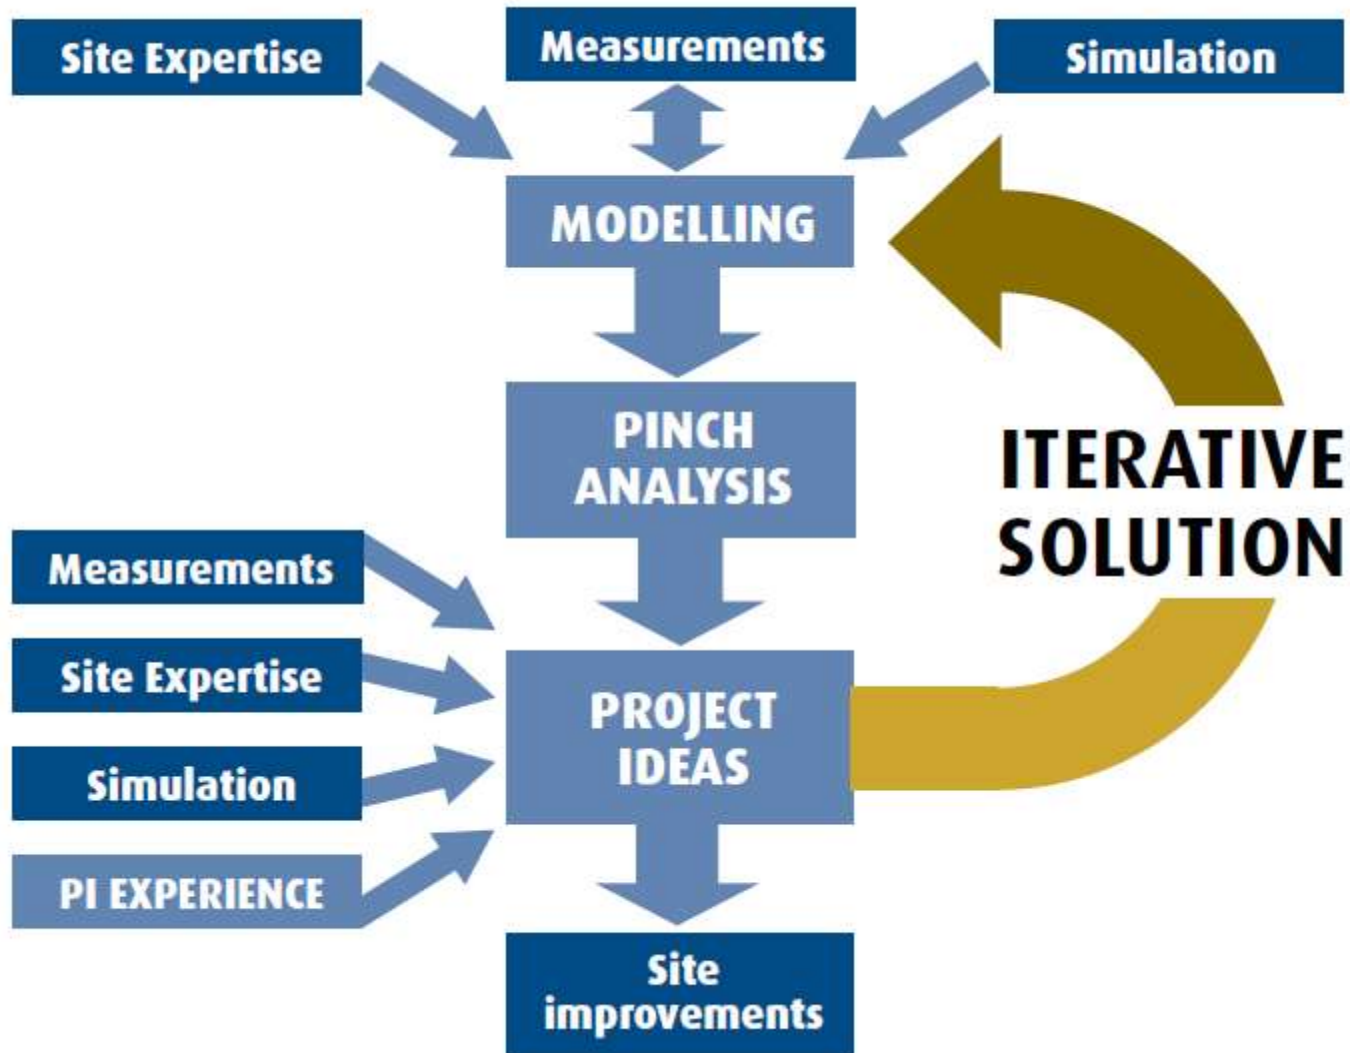 Site Expertise
Measurements
Simulation
MODELLING
PINCH
ANALYSIS
ITERATIVE
SOLUTION
Measurements
Site Expertise
Simulation
PI EXPERIENCE
PROJECT
IDEAS
Site
improvements